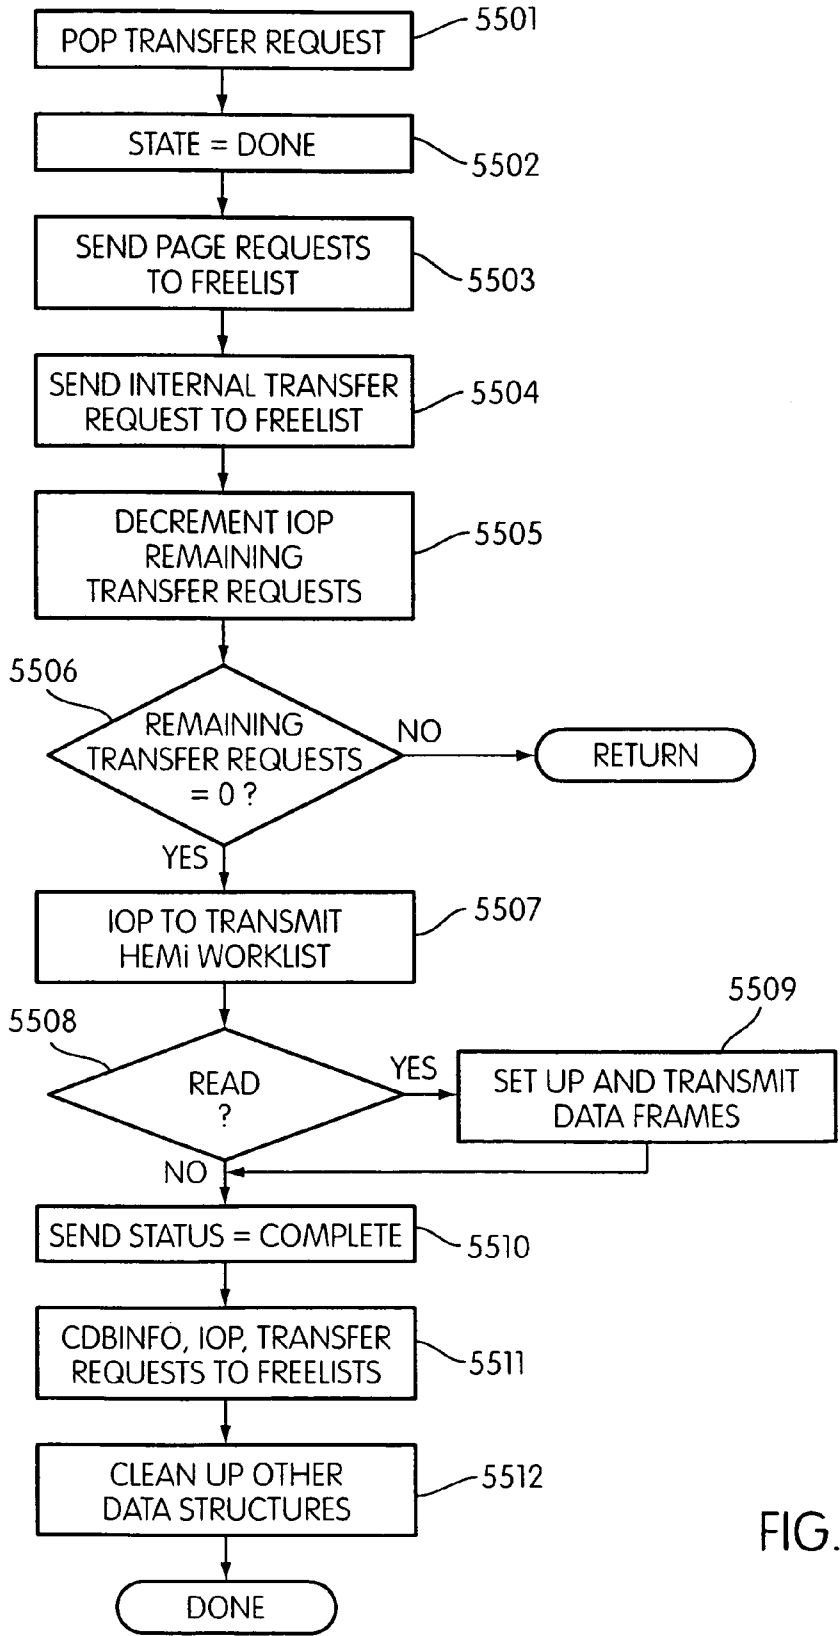 POP TRANSFER REQUEST
5501
STATE = DONE
5502
SEND PAGE REQUESTS
TO FREELIST
5503
SEND INTERNAL TRANSFER
REQUEST TO FREELIST
5504
DECREMENT IOP
REMAINING
TRANSFER REQUESTS
5505
5506
REMAINING
TRANSFER REQUESTS
= 0 ?
NO
RETURN
YES
IOP TO TRANSMIT
HEMi WORKLIST
5507
5508
READ
?
YES
5509
SET UP AND TRANSMIT
DATA FRAMES
NO
SEND STATUS = COMPLETE
5510
CDBINFO, IOP, TRANSFER
REQUESTS TO FREELISTS
5511
CLEAN UP OTHER
DATA STRUCTURES
5512
FIG.
DONE